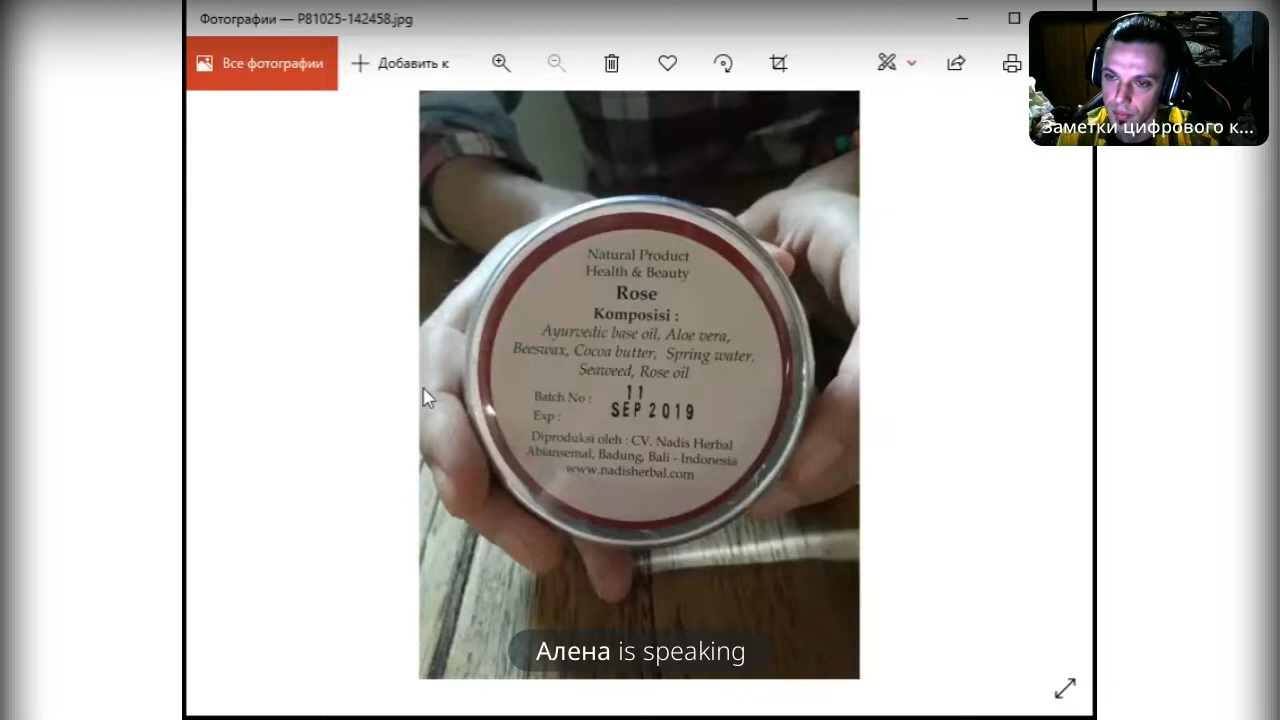 Фотографии — P81025-142458.jpg
Все фотографии
Добавить к
Заметки цифрового к...
Natural Product
Health & Beauty
Rose
Komposisi :
Ayurvedic base oil, Aloe vera,
Beeswax, Cocoa butter, Spring water,
Seaweed, Rose oil
Batch No : 11
Exp : SEP 2019
Diproduksi oleh : CV. Nadis Herbal
Abiansemal, Badung, Bali - Indonesia
www.nadisherbal.com
Алена is speaking